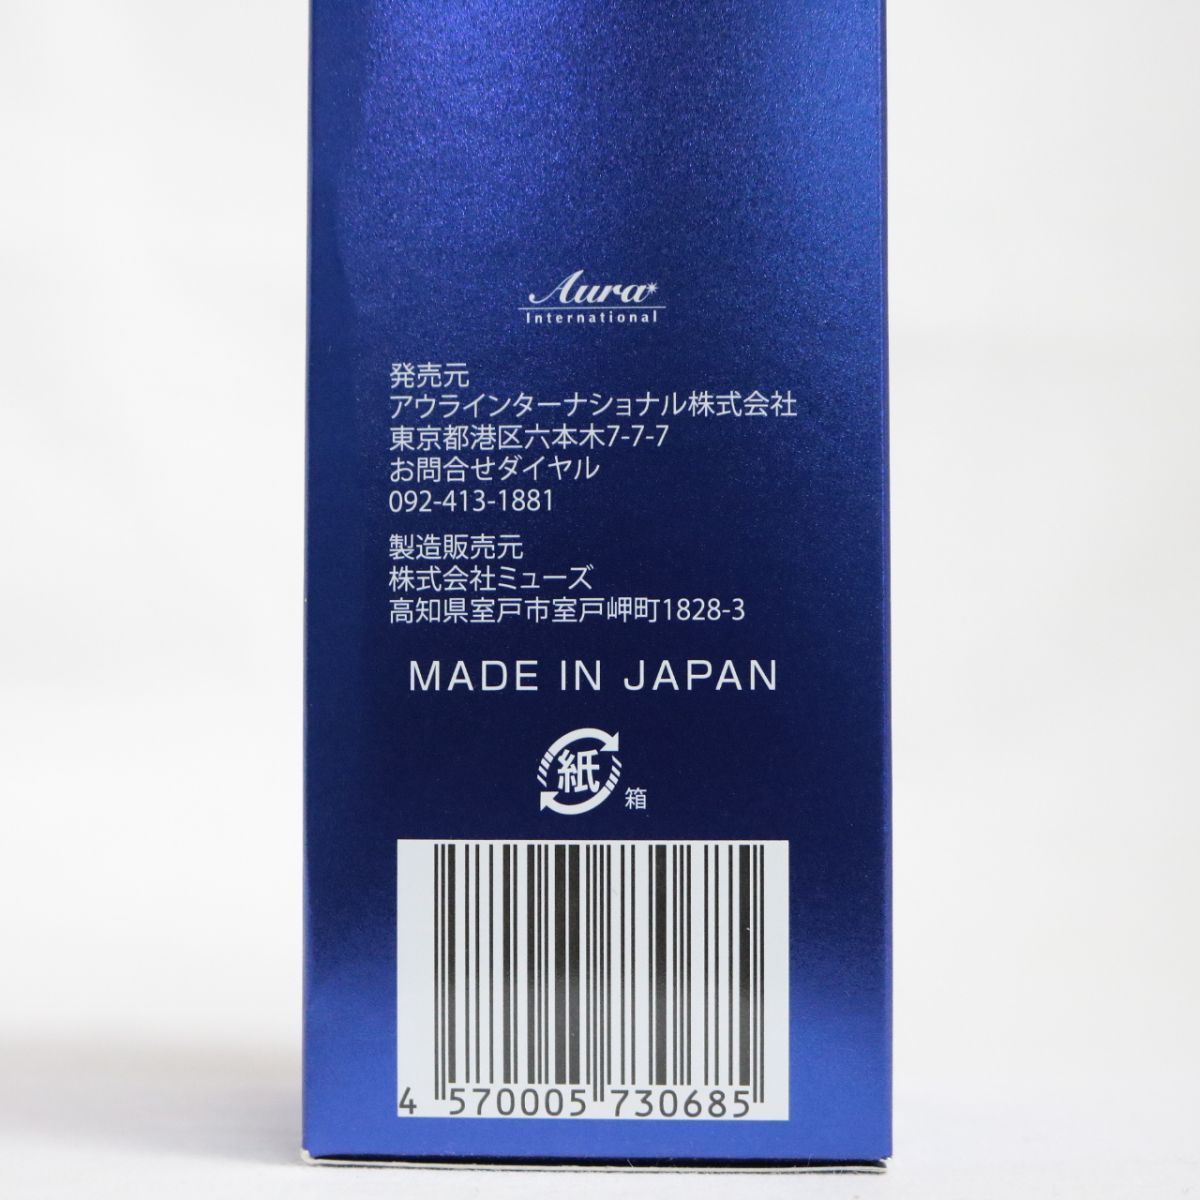 Aura
International
発売元
アウラインターナショナル株式会社
東京都港区六本木7-7-7
お問合せダイヤル
092-413-1881
製造販売元
株式会社ミューズ
高知県室戸市室戸岬町1828-3
MADE IN JAPAN
紙
箱
4 570005 730685